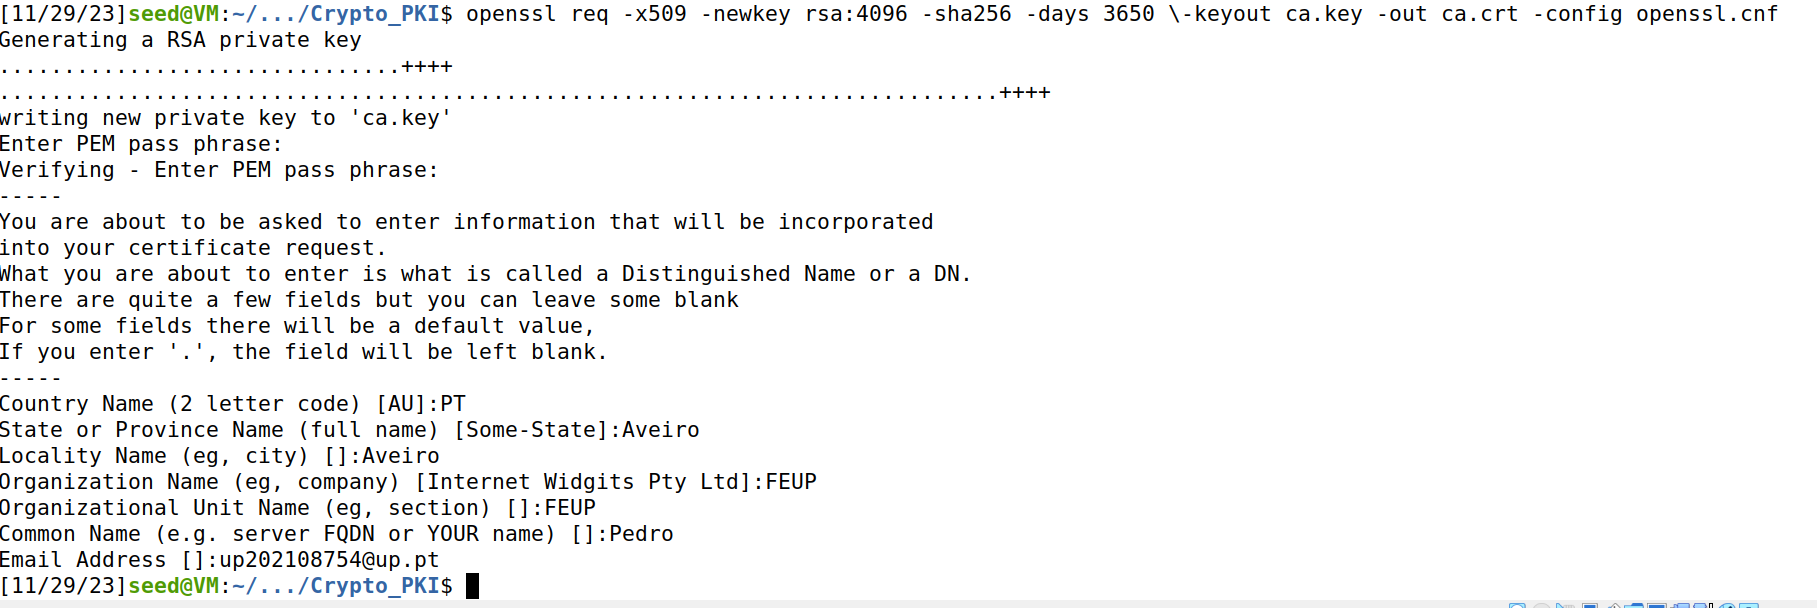 [11/29/23]seed@VM:~/.../Crypto_PKI$ openssl req -x509 -newkey rsa:4096 -sha256 -days 3650 \-keyout ca.key -out ca.crt -config openssl.cnf
Generating a RSA private key
...............................++++
.............................................................................++++
writing new private key to 'ca.key'
Enter PEM pass phrase:
Verifying - Enter PEM pass phrase:
-----
You are about to be asked to enter information that will be incorporated
into your certificate request.
What you are about to enter is what is called a Distinguished Name or a DN.
There are quite a few fields but you can leave some blank
For some fields there will be a default value,
If you enter '.', the field will be left blank.
-----
Country Name (2 letter code) [AU]:PT
State or Province Name (full name) [Some-State]:Aveiro
Locality Name (eg, city) []:Aveiro
Organization Name (eg, company) [Internet Widgits Pty Ltd]:FEUP
Organizational Unit Name (eg, section) []:FEUP
Common Name (e.g. server FQDN or YOUR name) []:Pedro
Email Address []:up202108754@up.pt
[11/29/23]seed@VM:~/.../Crypto_PKI$